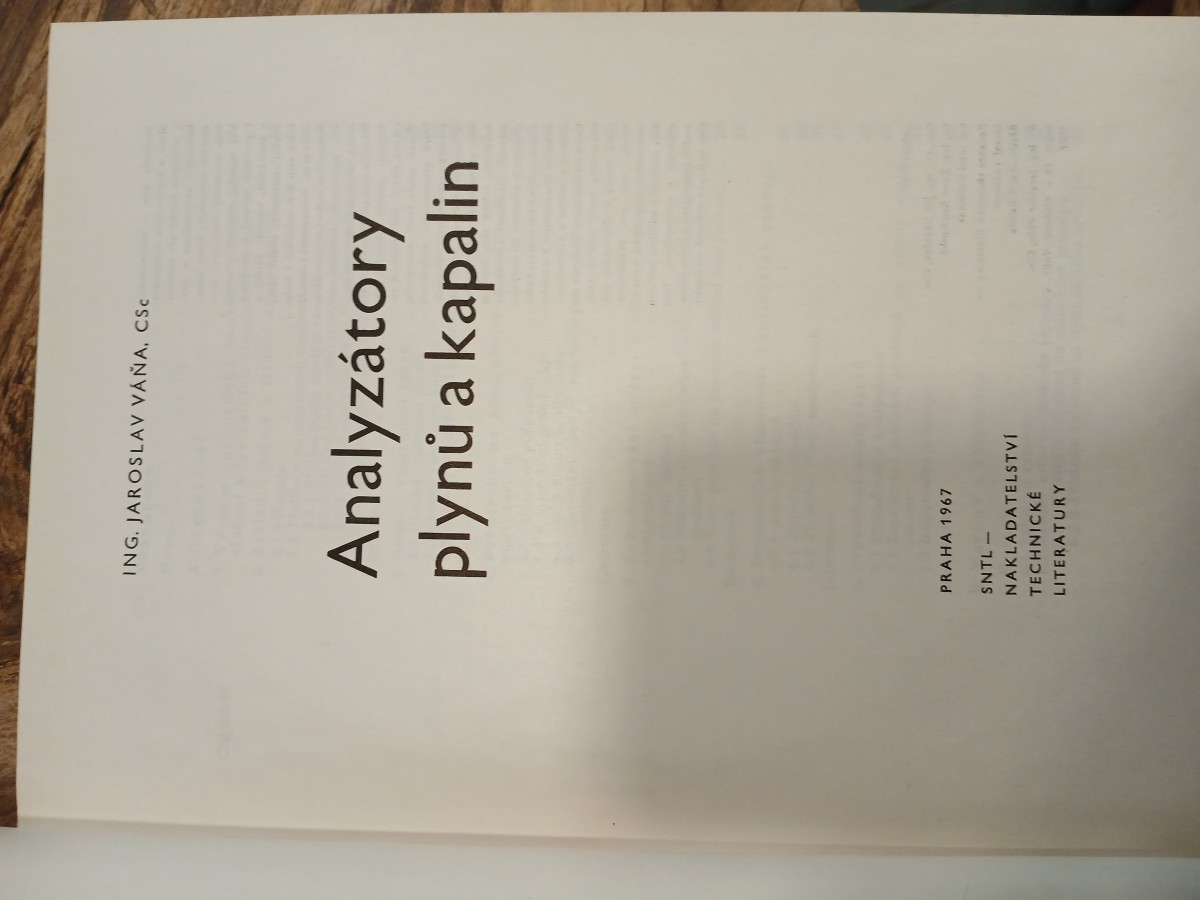 ING. JAROSLAV VÁŇA, CSc
Analyzátory
plynů a kapalin
PRAHA 1967
SNTL —
NAKLADATELSTVÍ
TECHNICKÉ
LITERATURY